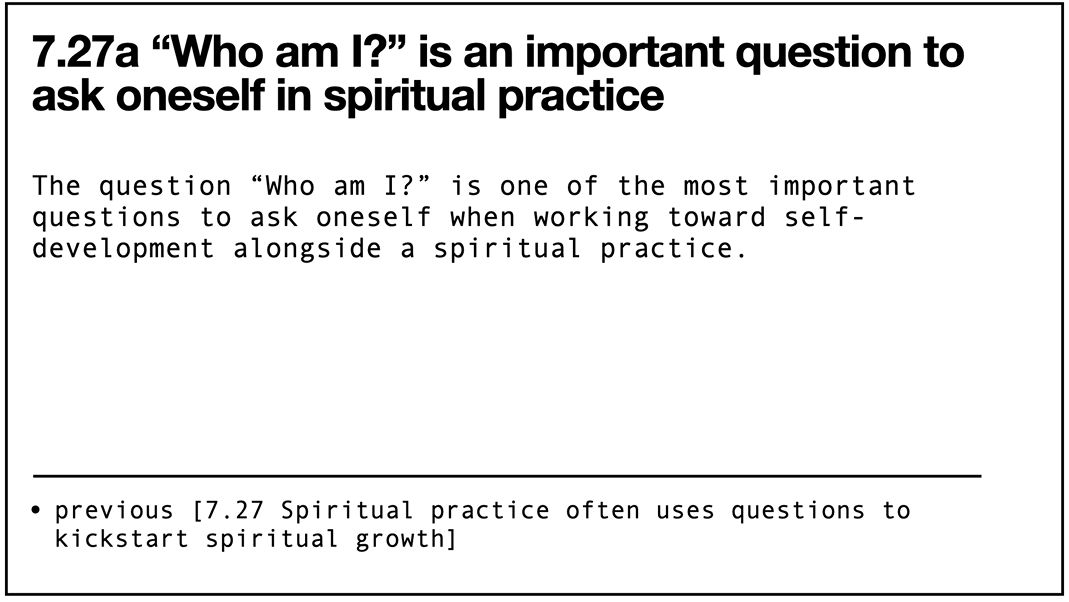 7.27a “Who am I?” is an important question to
ask oneself in spiritual practice
The question “Who am I?” is one of the most important
questions to ask oneself when working toward self-
development alongside a spiritual practice.
• previous [7.27 Spiritual practice often uses questions to
kickstart spiritual growth]